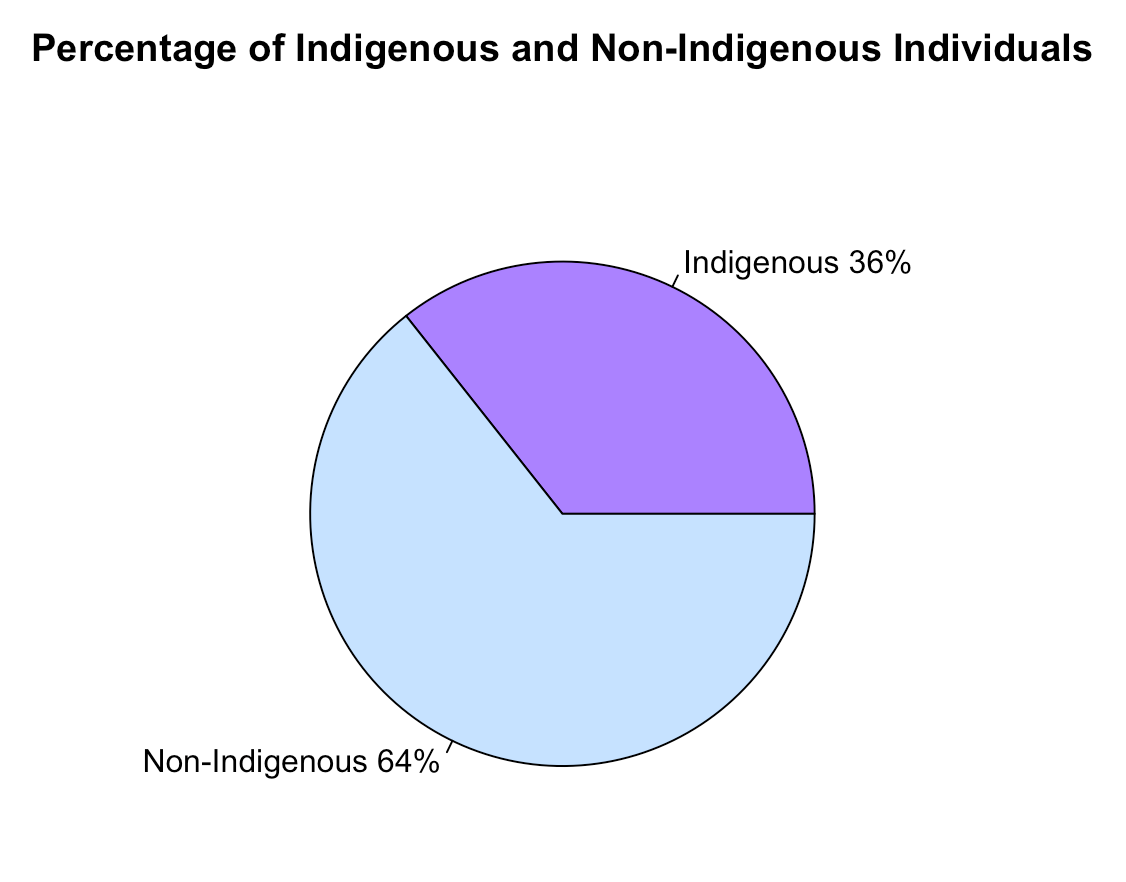 Percentage of Indigenous and Non-Indigenous Individuals
Indigenous 36%
Non-Indigenous 64%